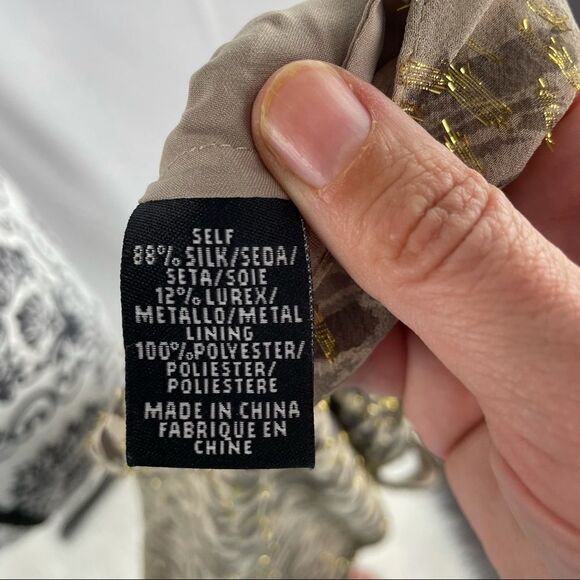 SELF
88% SILK/SEDA/
SETA/SOIE
12% LUREX/
METALLO/METAL
LINING
100%POLYESTER/
POLIESTER/
POLIESTERE
MADE IN CHINA
FABRIQUE EN
CHINE